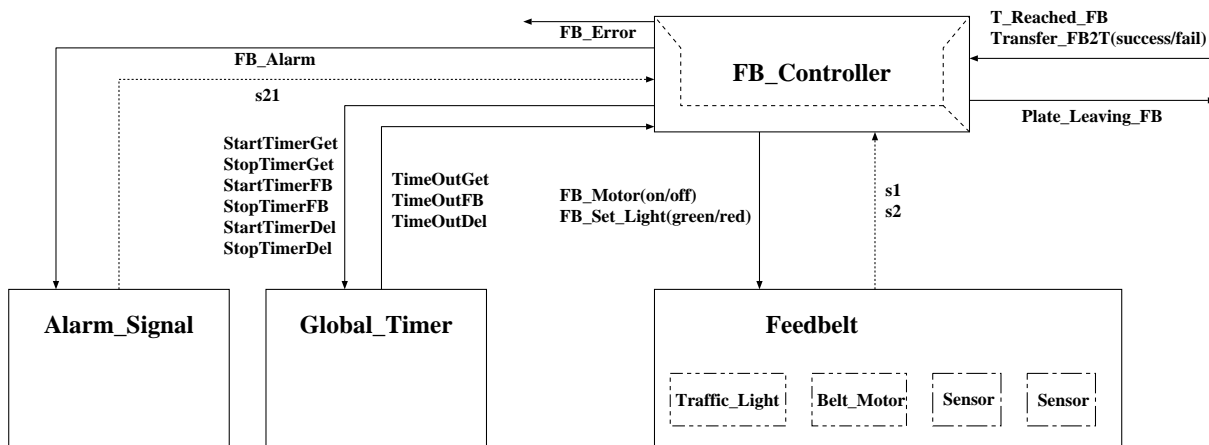 T_Reached_FB
Transfer_FB2T(success/fail)
FB_Error
FB_Alarm
FB_Controller
s21
Plate_Leaving_FB
StartTimerGet
StopTimerGet
StartTimerFB
StopTimerFB
StartTimerDel
StopTimerDel
TimeOutGet
TimeOutFB
TimeOutDel
FB_Motor(on/off)
FB_Set_Light(green/red)
s1
s2
Alarm_Signal
Global_Timer
Feedbelt
Traffic_Light
Belt_Motor
Sensor
Sensor